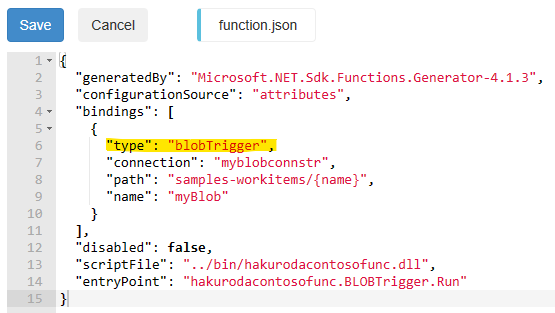 Save Cancel function.json
1 {
2 "generatedBy": "Microsoft.NET.Sdk.Functions.Generator-4.1.3",
3 "configurationSource": "attributes",
4 "bindings": [
5 {
6 "type": "blobTrigger",
7 "connection": "myblobconnstr",
8 "path": "samples-workitems/{name}",
9 "name": "myBlob"
10 }
11 ],
12 "disabled": false,
13 "scriptFile": "../bin/hakurodacontosofunc.dll",
14 "entryPoint": "hakurodacontosofunc.BLOBTrigger.Run"
15 }